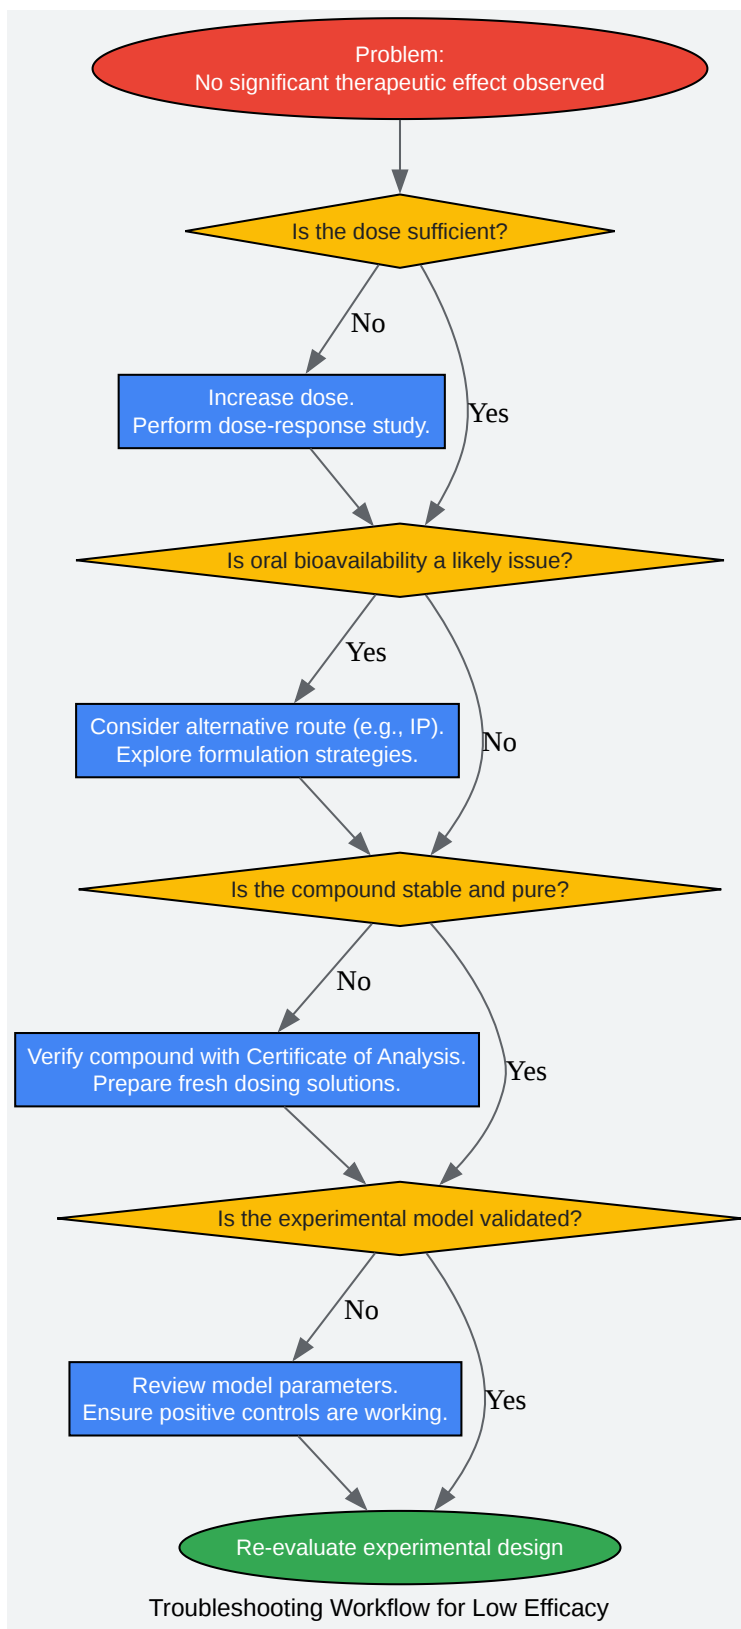 Problem:
No significant therapeutic effect observed
Is the dose sufficient?
No
Increase dose.
Perform dose-response study.
Yes
Is oral bioavailability a likely issue?
Yes
Consider alternative route (e.g., IP).
Explore formulation strategies.
No
Is the compound stable and pure?
No
Verify compound with Certificate of Analysis.
Prepare fresh dosing solutions.
Yes
Is the experimental model validated?
No
Review model parameters.
Ensure positive controls are working.
Yes
Re-evaluate experimental design
Troubleshooting Workflow for Low Efficacy